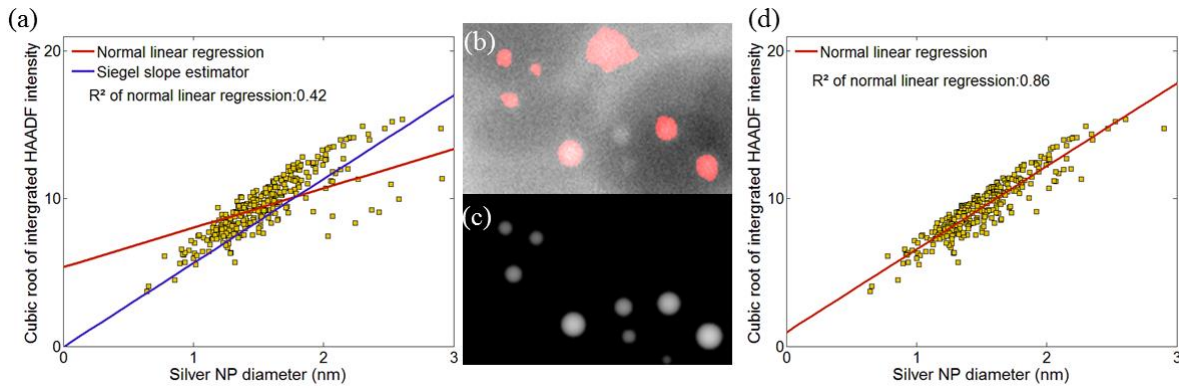 (a)
Cubic root of intergrated HAADF intensity
20
10
0
Normal linear regression
Siegel slope estimator
R² of normal linear regression:0.42
0
1
2
3
Silver NP diameter (nm)
(b)
(c)
(d)
Cubic root of intergrated HAADF intensity
20
10
0
Normal linear regression
R² of normal linear regression:0.86
0
1
2
3
Silver NP diameter (nm)